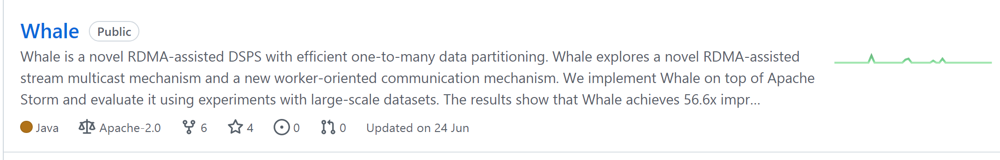 Whale Public
Whale is a novel RDMA-assisted DSPS with efficient one-to-many data partitioning. Whale explores a novel RDMA-assisted
stream multicast mechanism and a new worker-oriented communication mechanism. We implement Whale on top of Apache
Storm and evaluate it using experiments with large-scale datasets. The results show that Whale achieves 56.6x impr...
Java Apache-2.0 6 4 0 0 Updated on 24 Jun